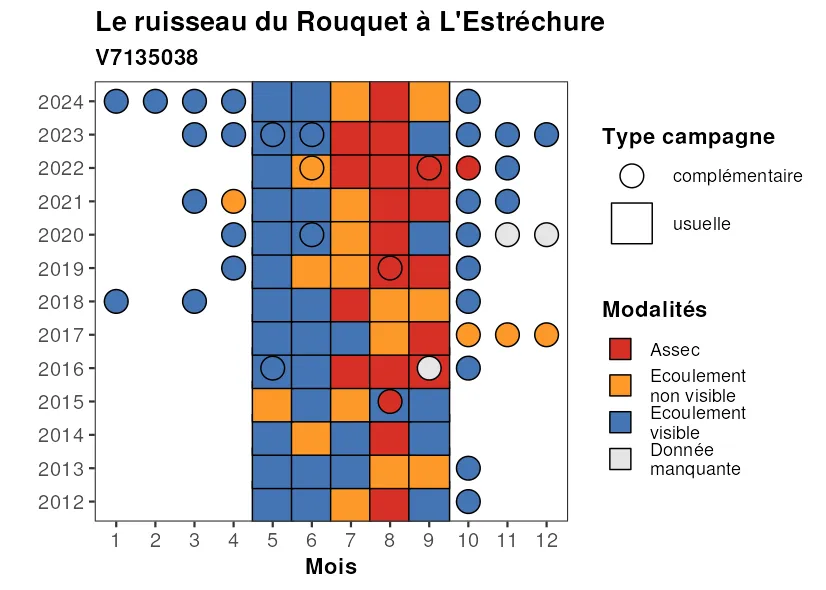 Le ruisseau du Rouquet à L'Estréchure
V7135038
2024
2023
2022
2021
2020
2019
2018
2017
2016
2015
2014
2013
2012
1 2 3 4 5 6 7 8 9 10 11 12
Mois
Type campagne
complémentaire
usuelle
Modalités
Assec
Ecoulement
non visible
Ecoulement
visible
Donnée
manquante